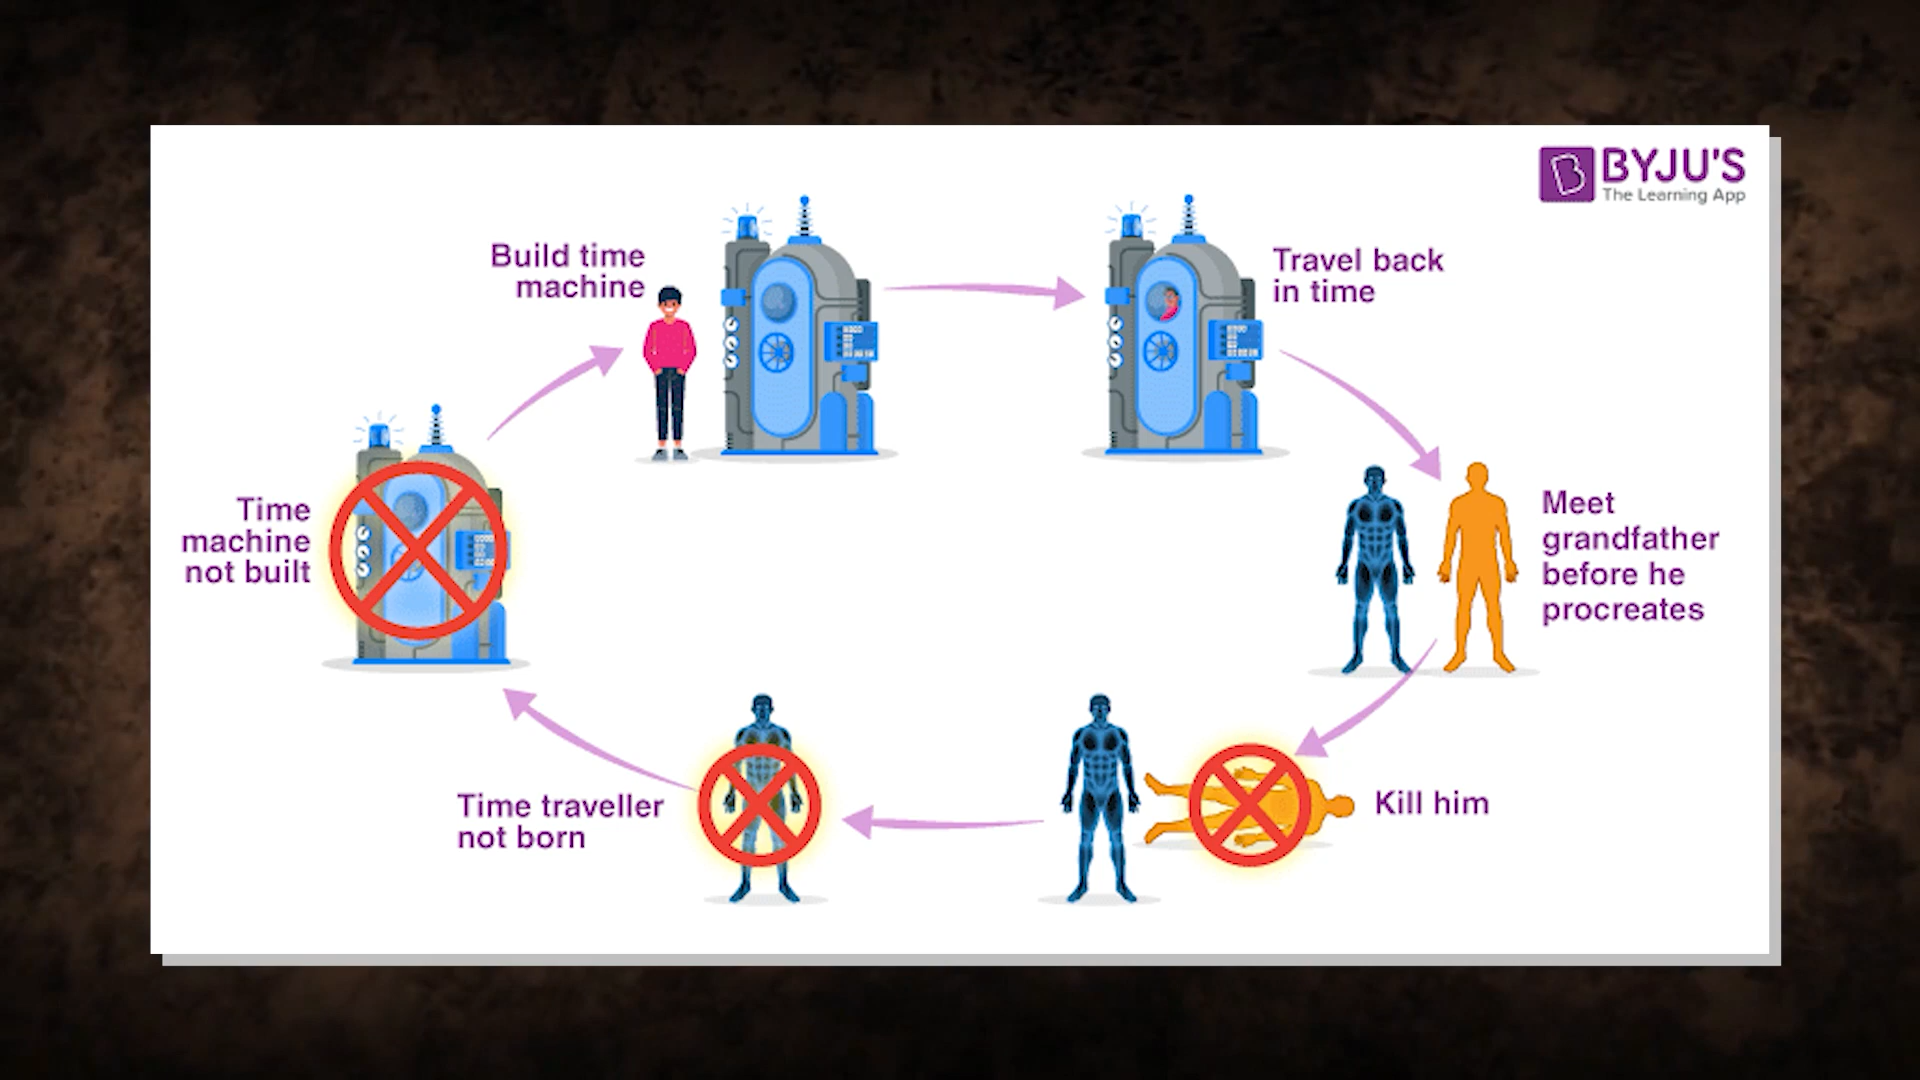 BYJU'S
The Learning App
Build time
machine
Travel back
in time
Meet
grandfather
before he
procreates
Kill him
Time traveller
not born
Time
machine
not built